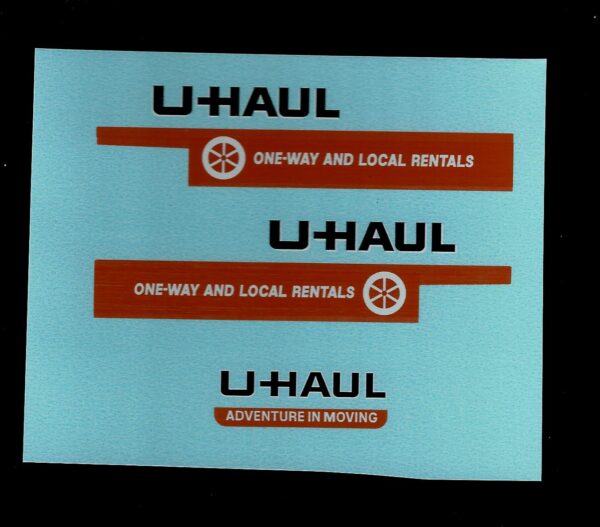 U-HAUL
ONE-WAY AND LOCAL RENTALS
U-HAUL
ONE-WAY AND LOCAL RENTALS
U-HAUL
ADVENTURE IN MOVING